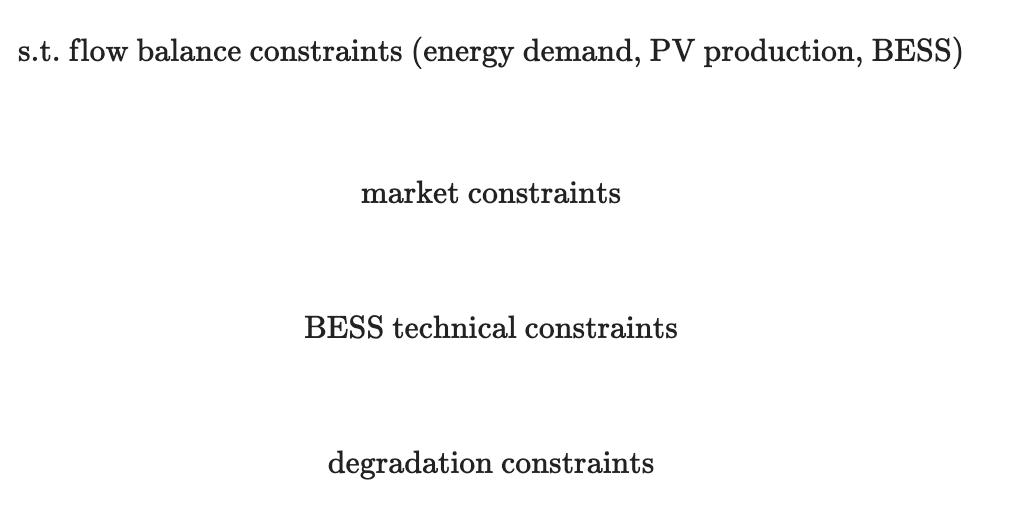 s.t. flow balance constraints (energy demand, PV production, BESS)
market constraints
BESS technical constraints
degradation constraints